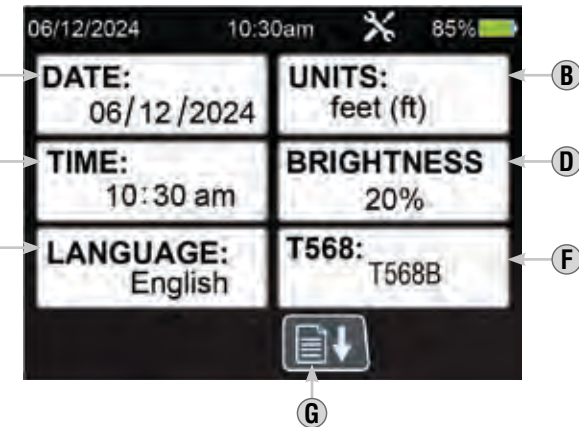 06/12/2024 10:30am 85%
DATE: UNITS:
06/12/2024 feet (ft)
B
TIME: BRIGHTNESS
10:30 am 20%
D
LANGUAGE: T568:
English T568B
F
G